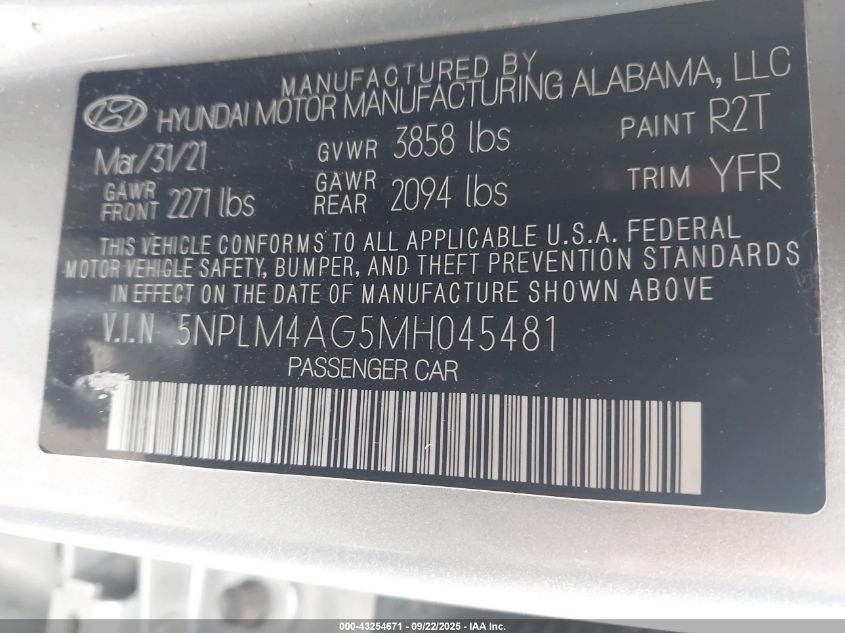 MANUFACTURED BY
HYUNDAI MOTOR MANUFACTURING ALABAMA, LLC
Mar/31/21 GVWR 3858 lbs PAINT R2T
GAWR FRONT 2271 lbs GAWR REAR 2094 lbs TRIM YFR
THIS VEHICLE CONFORMS TO ALL APPLICABLE U.S.A. FEDERAL
MOTOR VEHICLE SAFETY, BUMPER, AND THEFT PREVENTION STANDARDS
IN EFFECT ON THE DATE OF MANUFACTURE SHOWN ABOVE
V.I.N 5NPLM4AG5MH045481
PASSENGER CAR
000-43254671 - 09/22/2025 - IAA Inc.